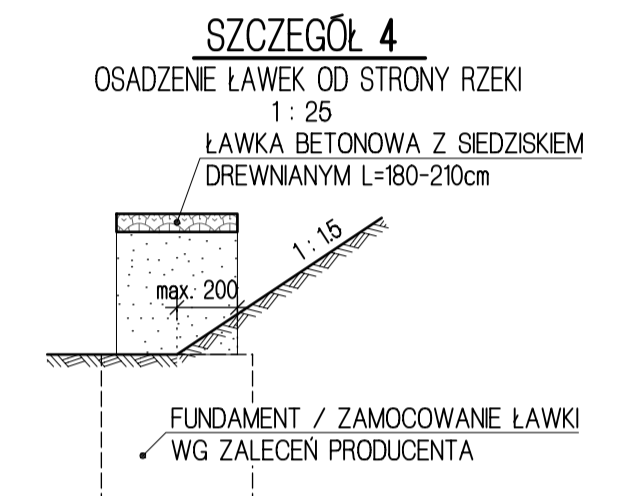 SZCZEGÓŁ 4
OSADZENIE ŁAWEK OD STRONY RZEKI
1 : 25
ŁAWKA BETONOWA Z SIEDZISKIEM
DREWNIANYM L=180-210cm
1 : 1.5
max. 200
FUNDAMENT / ZAMOCOWANIE ŁAWKI
WG ZALECEŃ PRODUCENTA